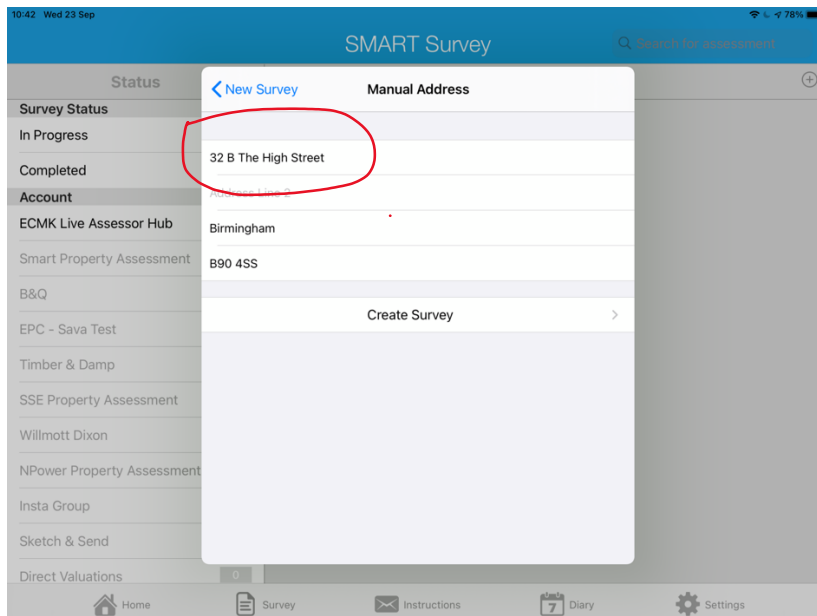 10:42 Wed 23 Sep
78%
SMART Survey
Search for assessment
Status
Survey Status
In Progress
Completed
Account
ECMK Live Assessor Hub
Smart Property Assessment
B&Q
EPC - Sava Test
Timber & Damp
SSE Property Assessment
Willmott Dixon
NPower Property Assessment
Insta Group
Sketch & Send
Direct Valuations 0
New Survey
Manual Address
32 B The High Street
Address Line 2
Birmingham
B90 4SS
Create Survey
Home
Survey
Instructions
7 Diary
Settings